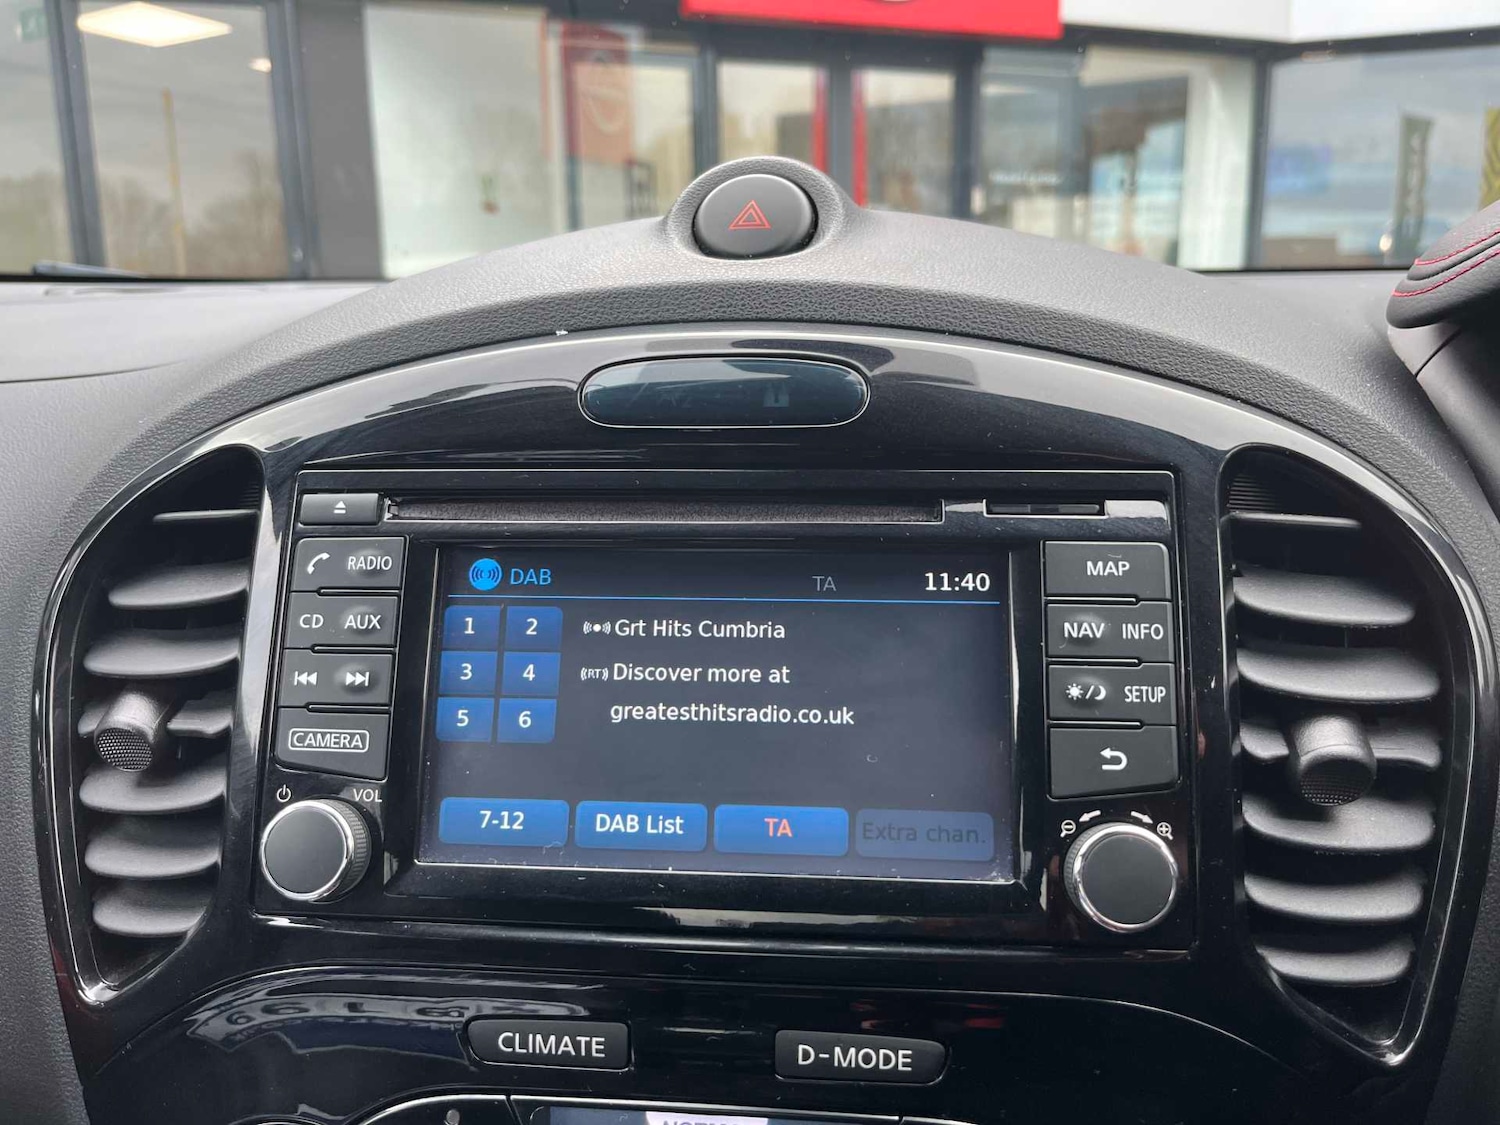 RADIO
CD AUX
CAMERA
VOL
DAB TA 11:40
1 2 Grt Hits Cumbria
3 4 ((RT)) Discover more at
5 6 greatesthitsradio.co.uk
7-12 DAB List TA Extra chan.
MAP
NAV INFO
SETUP
CLIMATE D-MODE